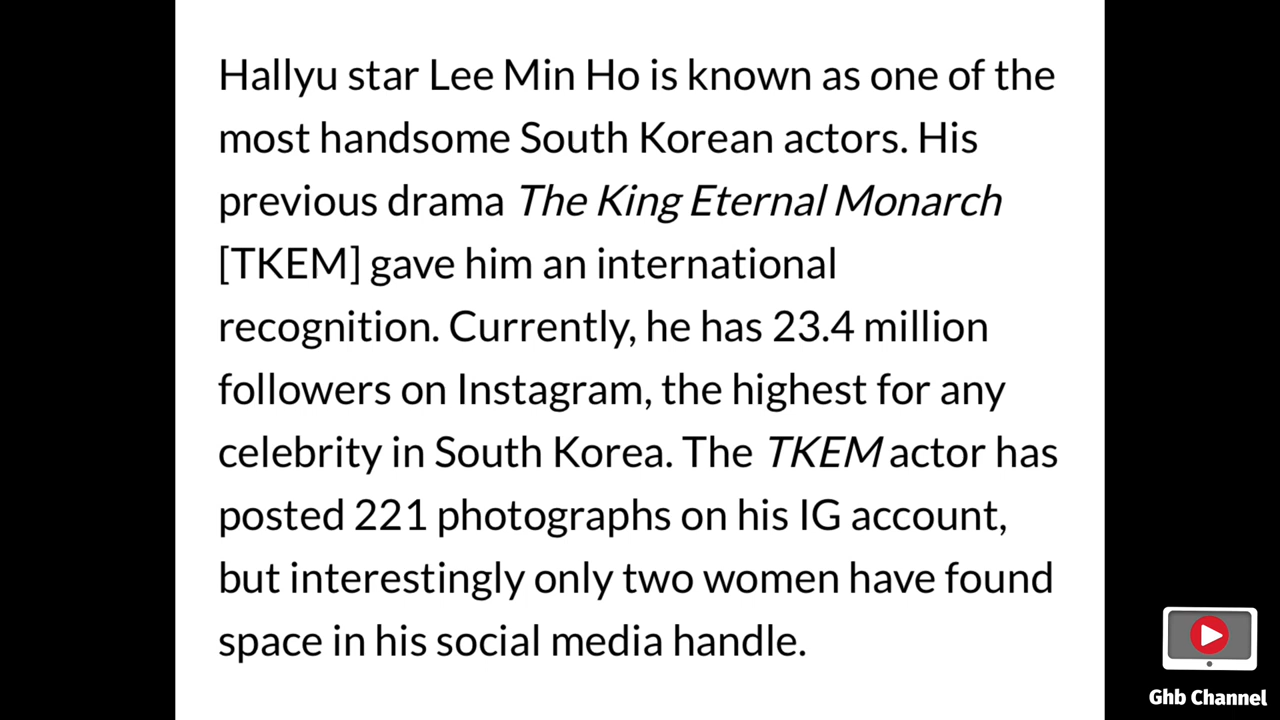 Hallyu star Lee Min Ho is known as one of the
most handsome South Korean actors. His
previous drama The King Eternal Monarch
[TKEM] gave him an international
recognition. Currently, he has 23.4 million
followers on Instagram, the highest for any
celebrity in South Korea. The TKEM actor has
posted 221 photographs on his IG account,
but interestingly only two women have found
space in his social media handle.
Ghb Channel